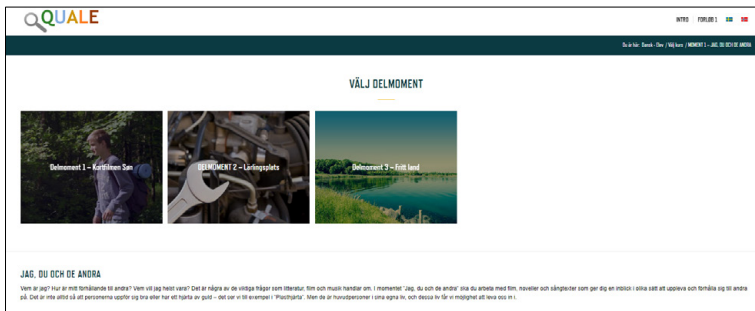 QUALE
INTRO FORLØB 1
Du är här: Dansk - Dev / Välj kurs / MOMENT 1 – JAG, DU OCH DE ANDRA
VÄLJ DELMOMENT
Delmoment 1 – Kortfilmen Søn
DELMOMENT 2 – Lärlingsplats
Delmoment 3 – Fritt land
JAG, DU OCH DE ANDRA
Vem är jag? Hur är mitt förhållande till andra? Vem vill jag helst vara? Det är några av de viktiga frågor som litteratur, film och musik handlar om. I momentet "Jag, du och de andra" ska du arbeta med film, noveller och sångtexter som ger dig en inblick i olika sätt att uppleva och förhålla sig till andra
på. Det är inte alltid så att personerna uppför sig bra eller har ett hjärta av guld – det ser vi till exempel i "Plasthjärta". Men de är huvudpersoner i sina egna liv, och dessa liv får vi möjlighet att leva oss in i.